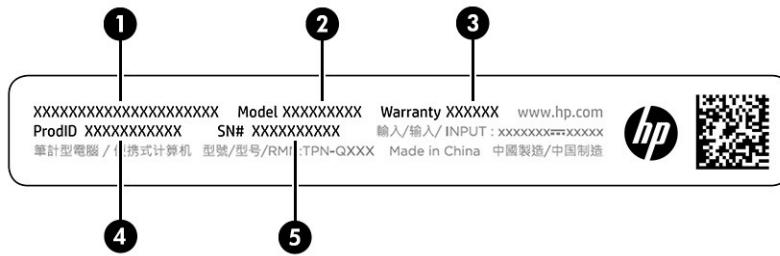 1 2 3
XXXXXXXXXXXXXXXXXXXXX Model XXXXXXXXX Warranty XXXXXX www.hp.com
ProdID XXXXXXXXXXX SN# XXXXXXXXXX 輸入/输入/ INPUT : xxxxxxx⎓xxxxx
筆計型電腦 / 便携式计算机 型號/型号/RMN:TPN-QXXX Made in China 中國製造/中国制造
hp
4 5